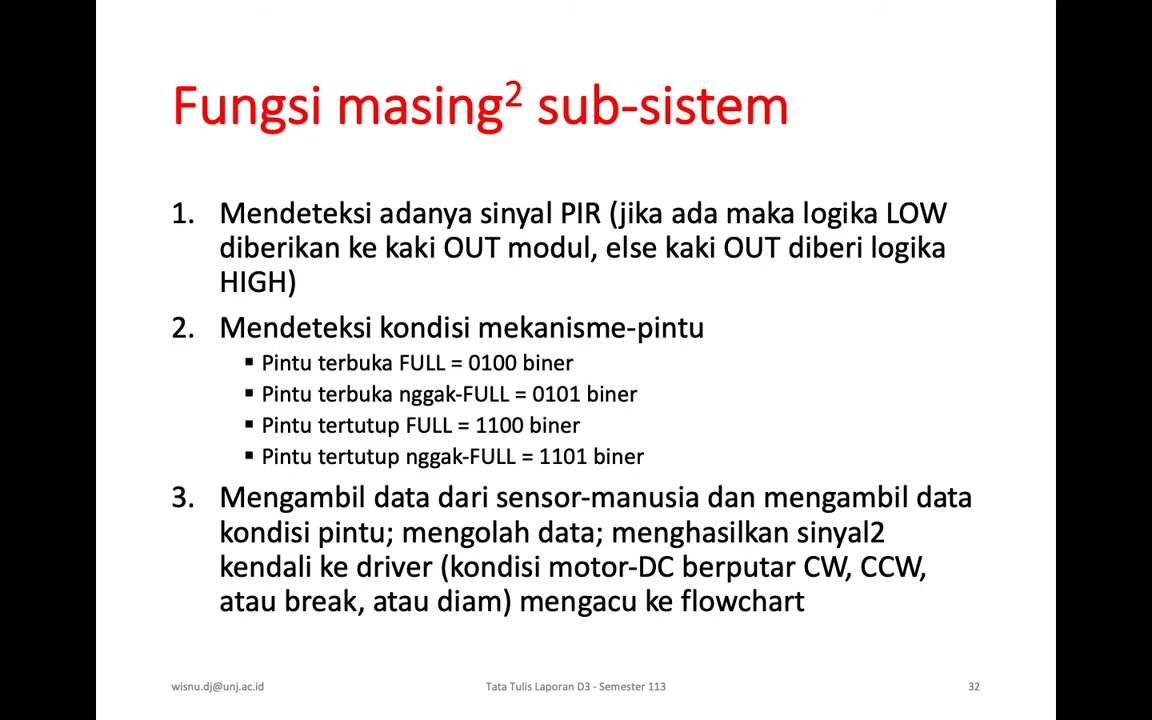 Fungsi masing² sub-sistem
1. Mendeteksi adanya sinyal PIR (jika ada maka logika LOW
diberikan ke kaki OUT modul, else kaki OUT diberi logika
HIGH)
2. Mendeteksi kondisi mekanisme-pintu
▪ Pintu terbuka FULL = 0100 biner
▪ Pintu terbuka nggak-FULL = 0101 biner
▪ Pintu tertutup FULL = 1100 biner
▪ Pintu tertutup nggak-FULL = 1101 biner
3. Mengambil data dari sensor-manusia dan mengambil data
kondisi pintu; mengolah data; menghasilkan sinyal2
kendali ke driver (kondisi motor-DC berputar CW, CCW,
atau break, atau diam) mengacu ke flowchart
wisnu.dj@unj.ac.id Tata Tulis Laporan D3 - Semester 113 32